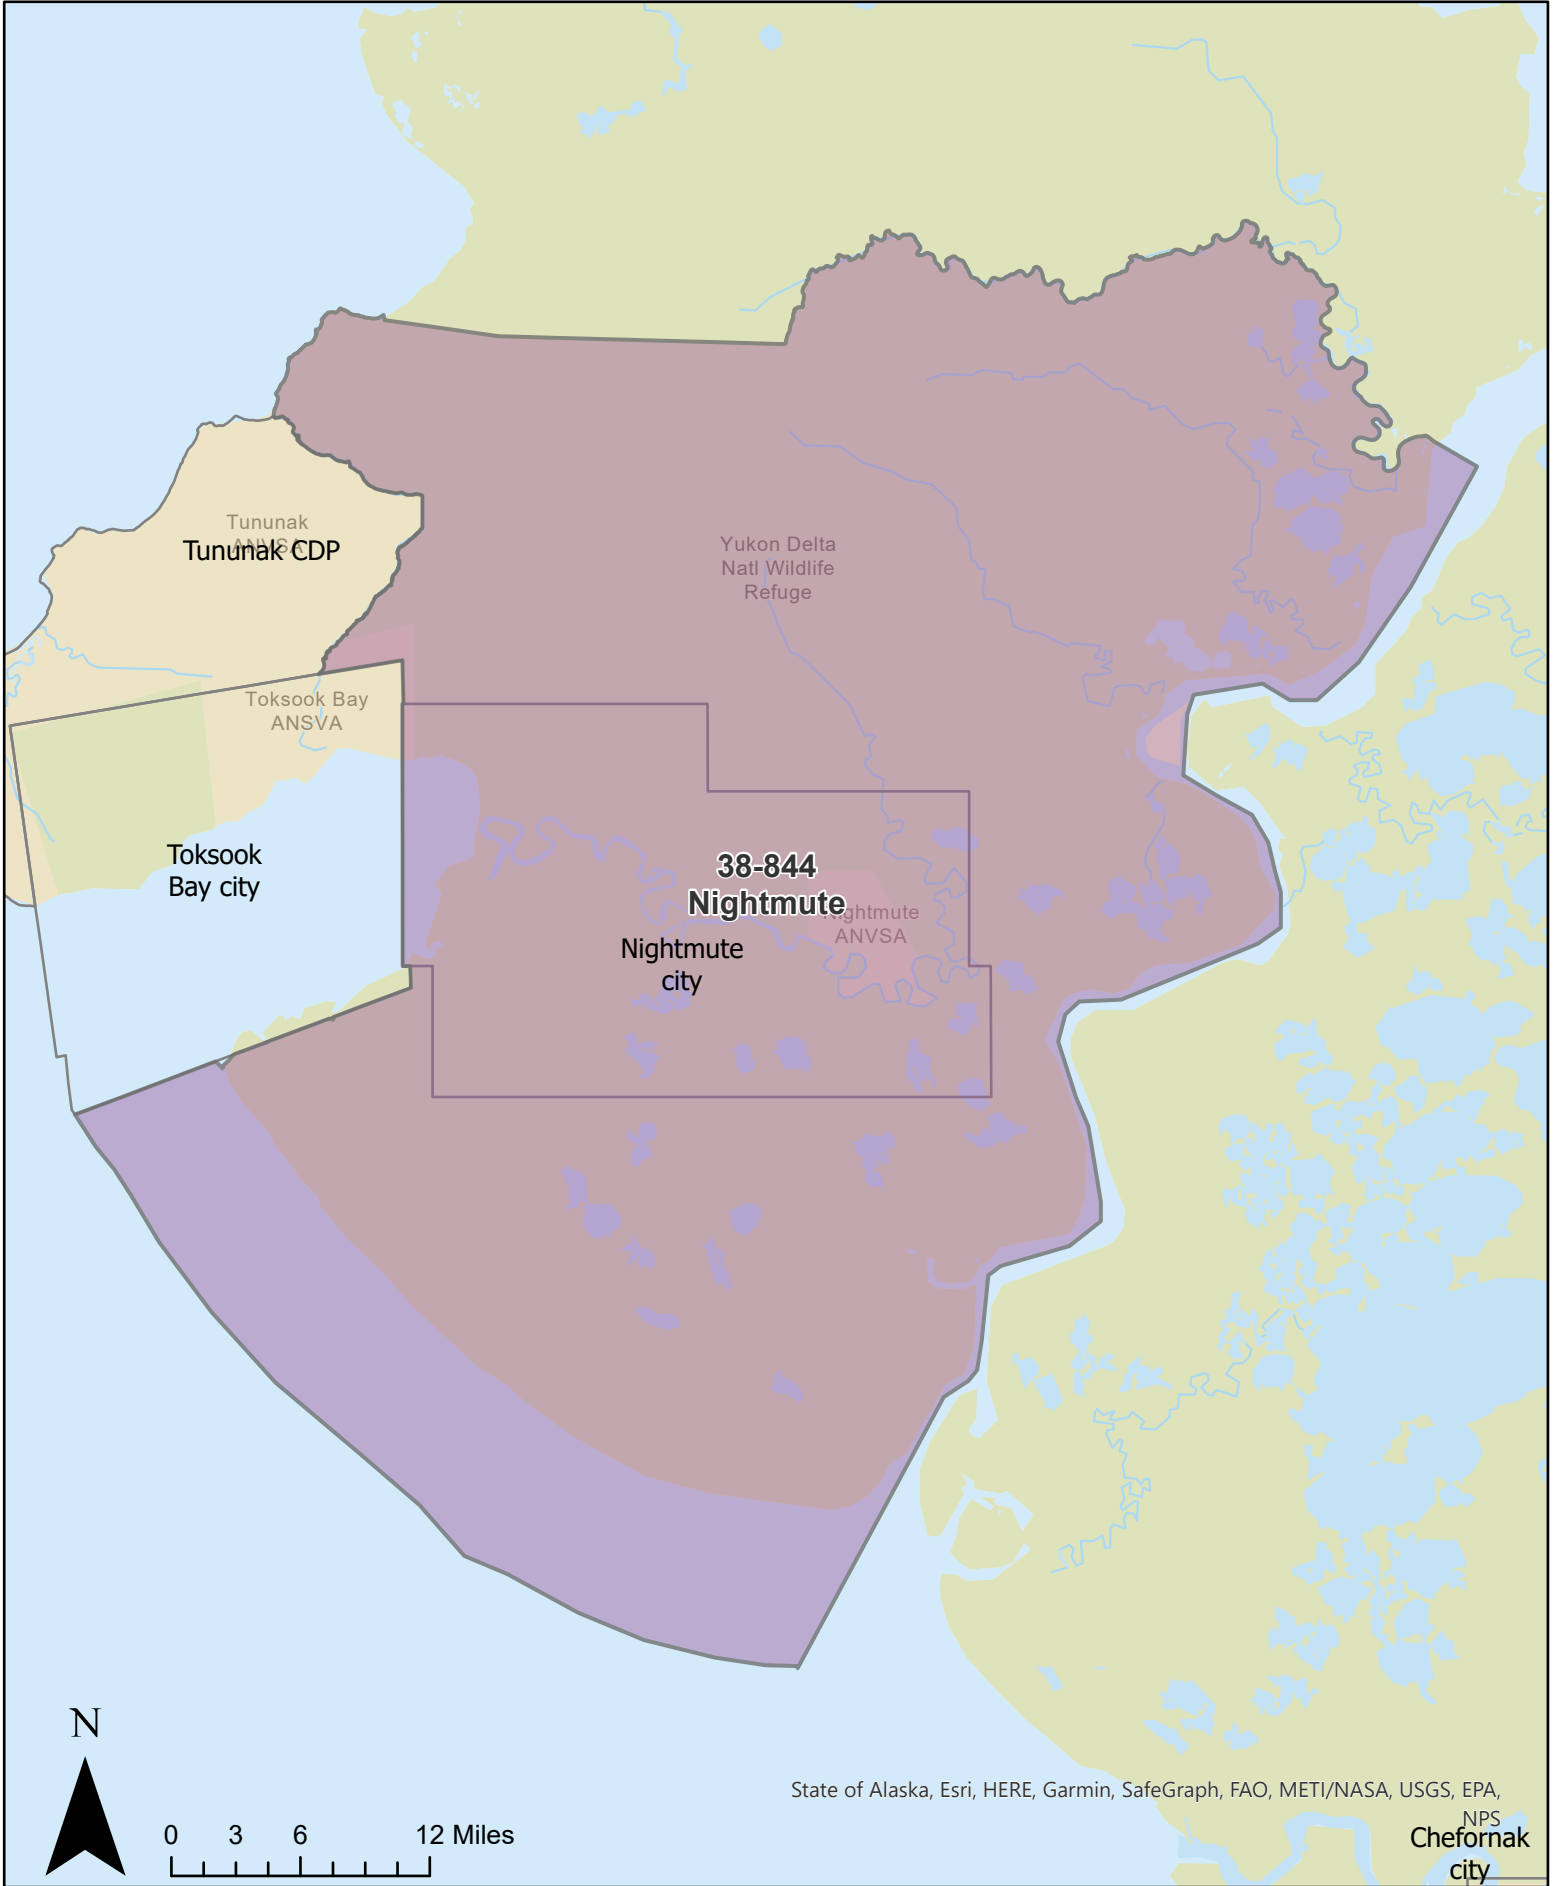 Tununak
ANVSA
Tununak CDP
Yukon Delta
Natl Wildlife
Refuge
Toksook Bay
ANSVA
Toksook
Bay city
38-844
Nightmute
Nightmute
ANVSA
Nightmute
city
N
0 3 6 12 Miles
State of Alaska, Esri, HERE, Garmin, SafeGraph, FAO, METI/NASA, USGS, EPA,
NPS
Chefornak
city